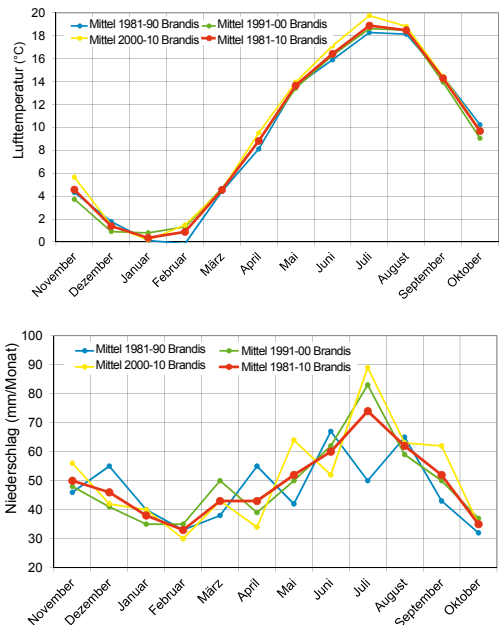 Lufttemperatur (°C)
20
18
16
14
12
10
8
6
4
2
0
Mittel 1981-90 Brandis
Mittel 1991-00 Brandis
Mittel 2000-10 Brandis
Mittel 1981-10 Brandis
November
Dezember
Januar
Februar
März
April
Mai
Juni
Juli
August
September
Oktober
Niederschlag (mm/Monat)
100
90
80
70
60
50
40
30
20
Mittel 1981-90 Brandis
Mittel 1991-00 Brandis
Mittel 2000-10 Brandis
Mittel 1981-10 Brandis
November
Dezember
Januar
Februar
März
April
Mai
Juni
Juli
August
September
Oktober